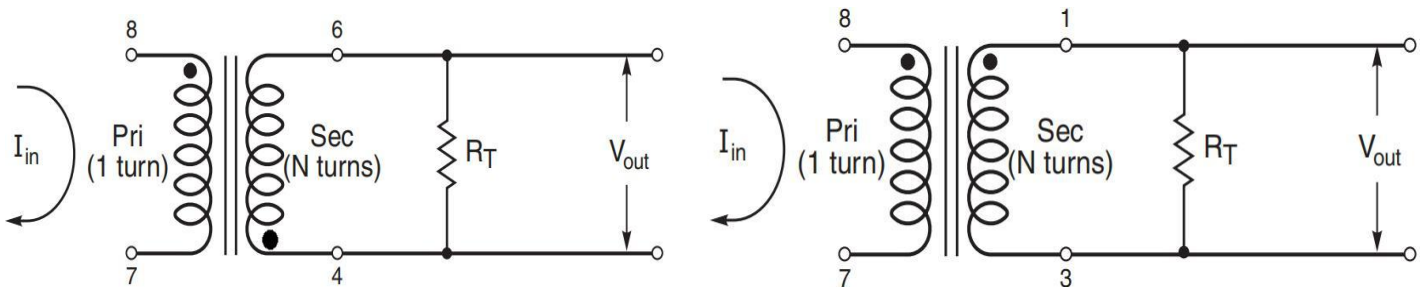 8
6
I_in
Pri
(1 turn)
Sec
(N turns)
R_T
V_out
7
4
8
1
I_in
Pri
(1 turn)
Sec
(N turns)
R_T
V_out
7
3